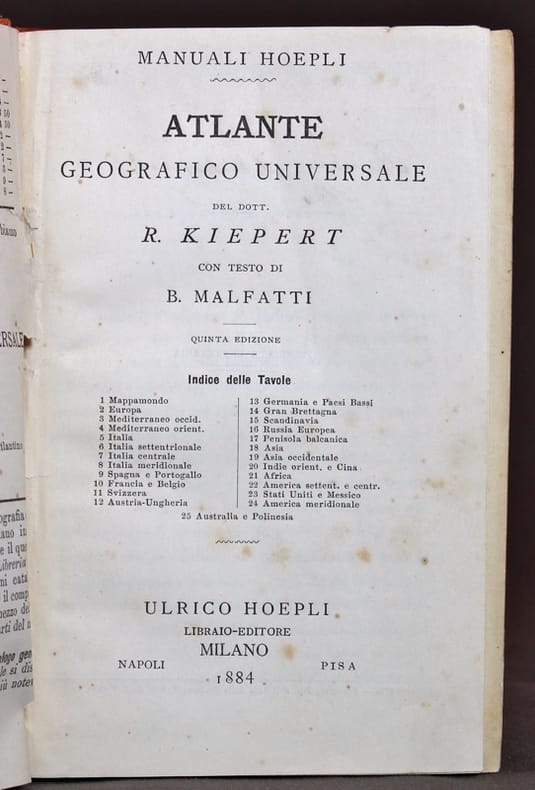 MANUALI HOEPLI
ATLANTE
GEOGRAFICO UNIVERSALE
DEL DOTT.
R. KIEPERT
CON TESTO DI
B. MALFATTI
QUINTA EDIZIONE
Indice delle Tavole
1 Mappamondo
2 Europa
3 Mediterraneo occid.
4 Mediterraneo orient.
5 Italia
6 Italia settentrionale
7 Italia centrale
8 Italia meridionale
9 Spagna e Portogallo
10 Francia e Belgio
11 Svizzera
12 Austria-Ungheria
13 Germania e Paesi Bassi
14 Gran Brettagna
15 Scandinavia
16 Russia Europea
17 Penisola balcanica
18 Asia
19 Asia occidentale
20 Indie orient. e Cina
21 Africa
22 America settent. e centr.
23 Stati Uniti e Messico
24 America meridionale
25 Australia e Polinesia
ULRICO HOEPLI
LIBRAIO-EDITORE
MILANO
NAPOLI PISA
1884